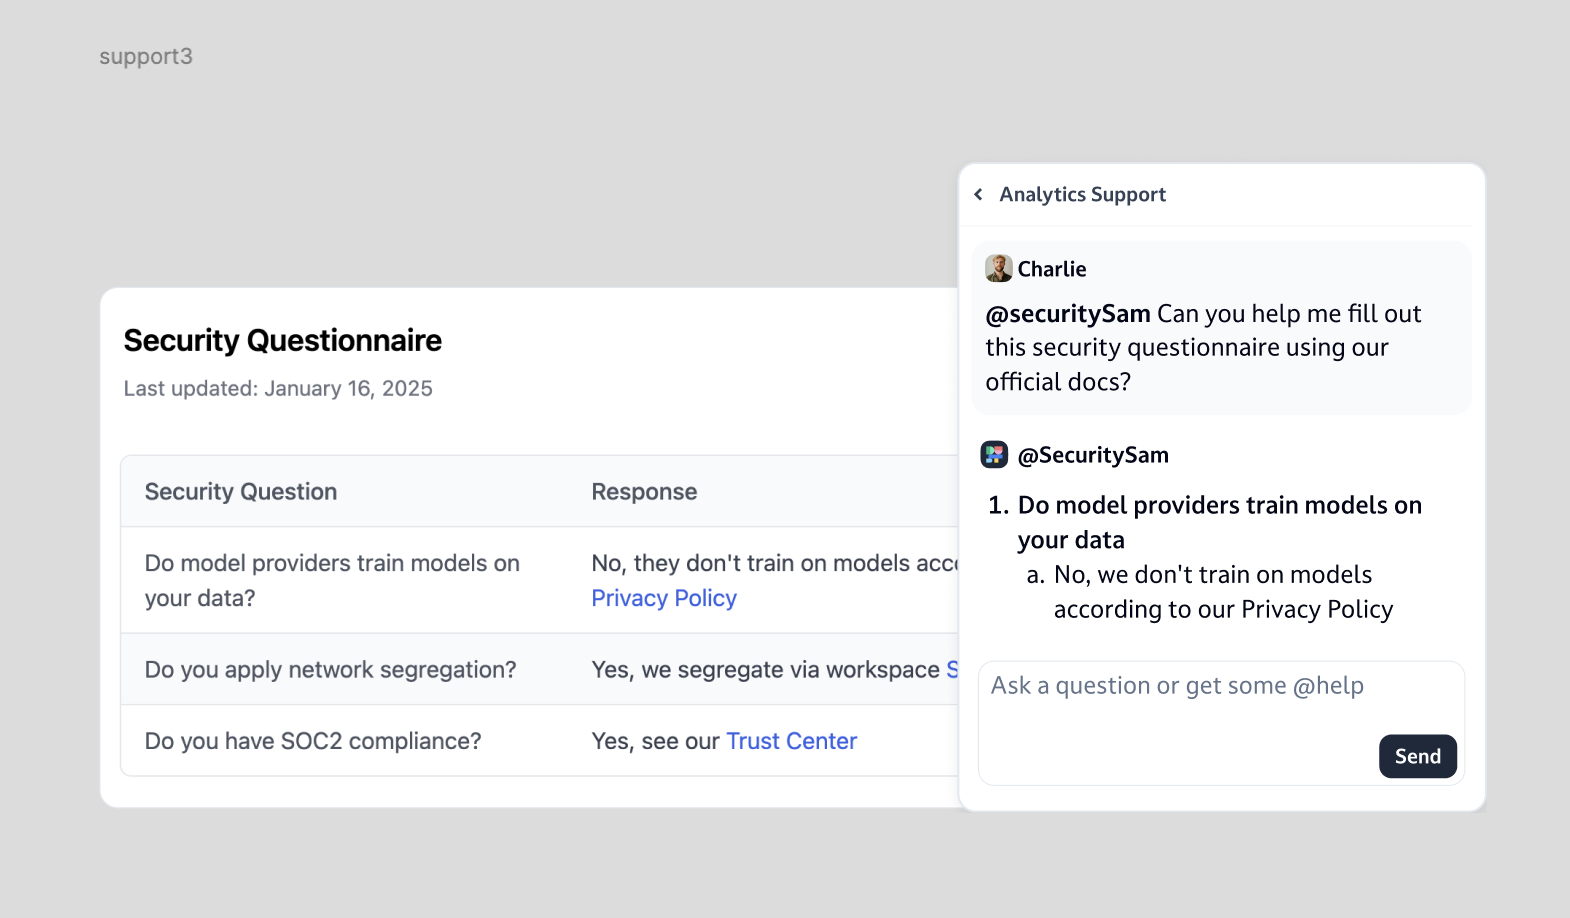 support3
Security Questionnaire
Last updated: January 16, 2025
Security Question Response
Do model providers train models on
your data?
No, they don't train on models
Privacy Policy
Do you apply network segregation?
Yes, we segregate via workspace
Do you have SOC2 compliance?
Yes, see our Trust Center
Analytics Support
Charlie
@securitySam Can you help me fill out
this security questionnaire using our
official docs?
@SecuritySam
1. Do model providers train models on
your data
a. No, we don't train on models
according to our Privacy Policy
Ask a question or get some @help
Send